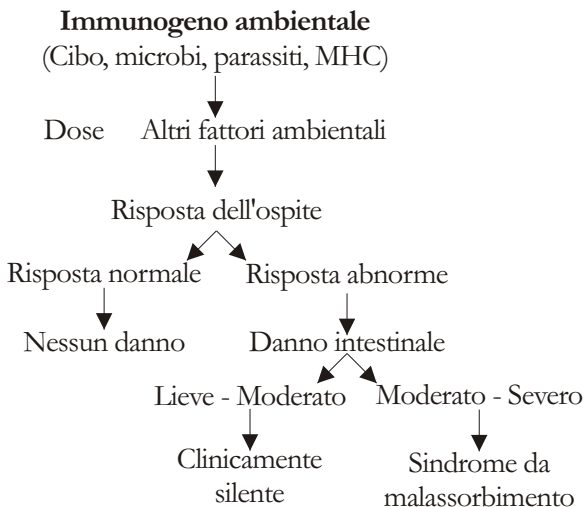 Immunogeno ambientale
(Cibo, microbi, parassiti, MHC)
Dose Altri fattori ambientali
Risposta dell'ospite
Risposta normale Risposta abnorme
Nessun danno Danno intestinale
Lieve - Moderato Moderato - Severo
Clinicamente
silente
Sindrome da
malassorbimento